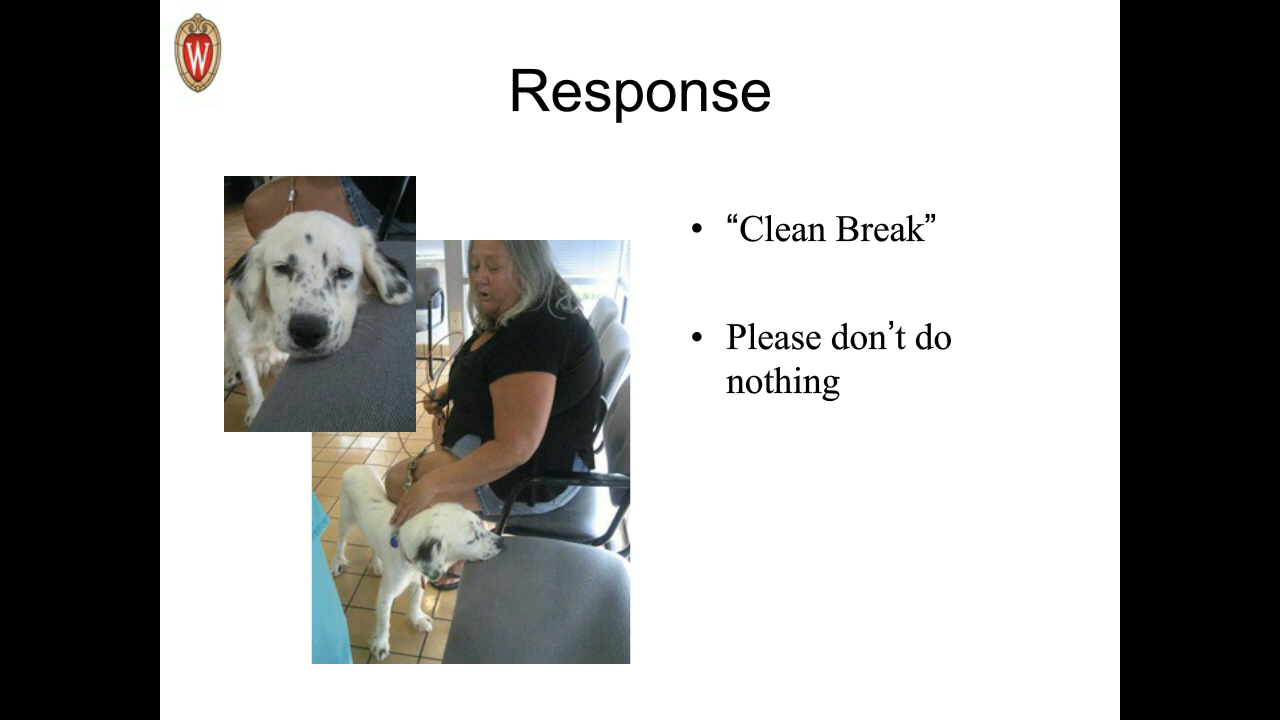 W
Response
• “Clean Break”
• Please don’t do
nothing